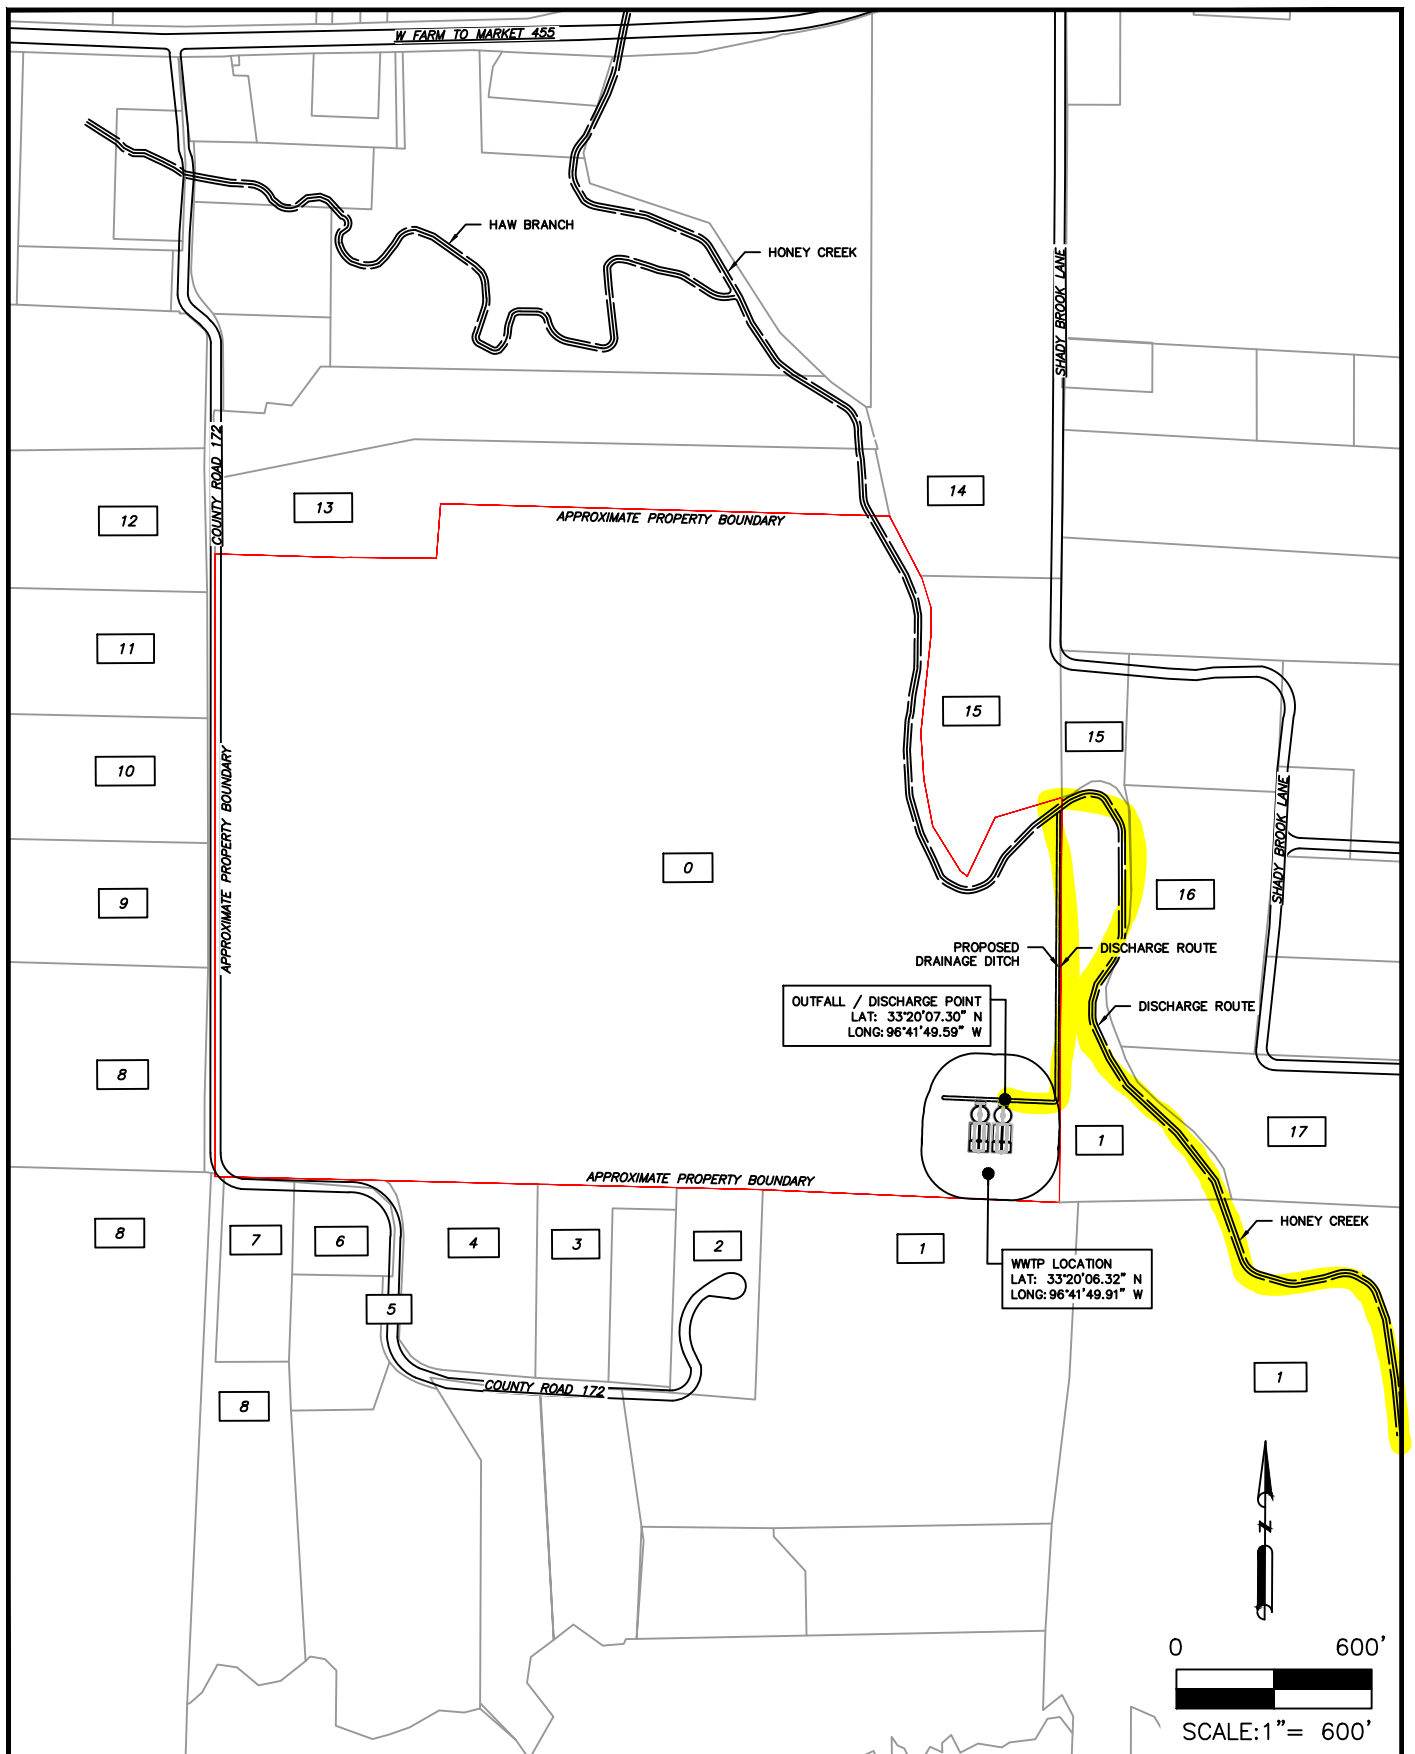 W FARM TO MARKET 455
HAW BRANCH
HONEY CREEK
SHADY BROOK LANE
COUNTY ROAD 172
14
13
12
APPROXIMATE PROPERTY BOUNDARY
11
15
15
10
APPROXIMATE PROPERTY BOUNDARY
SHADY BROOK LANE
0
16
9
PROPOSED
DRAINAGE DITCH
DISCHARGE ROUTE
OUTFALL / DISCHARGE POINT
LAT: 33°20'07.30" N
LONG: 96°41'49.59" W
DISCHARGE ROUTE
8
17
1
APPROXIMATE PROPERTY BOUNDARY
HONEY CREEK
8
7
6
4
3
2
1
WWTP LOCATION
LAT: 33°20'06.32" N
LONG: 96°41'49.91" W
5
1
COUNTY ROAD 172
8
N
0 600'
SCALE: 1"= 600'